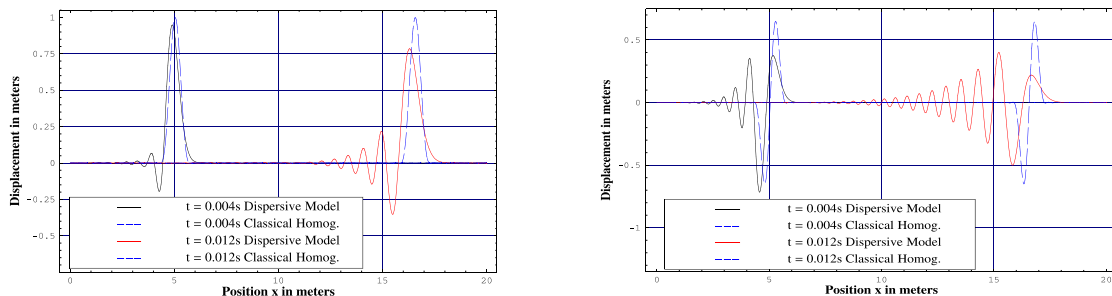 1
0.75
0.5
0.25
0
-0.25
-0.5
Displacement in meters
t = 0.004s Dispersive Model
t = 0.004s Classical Homog.
t = 0.012s Dispersive Model
t = 0.012s Classical Homog.
0 5 10 15 20
Position x in meters
0.5
0
-0.5
-1
Displacement in meters
t = 0.004s Dispersive Model
t = 0.004s Classical Homog.
t = 0.012s Dispersive Model
t = 0.012s Classical Homog.
0 5 10 15 20
Position x in meters